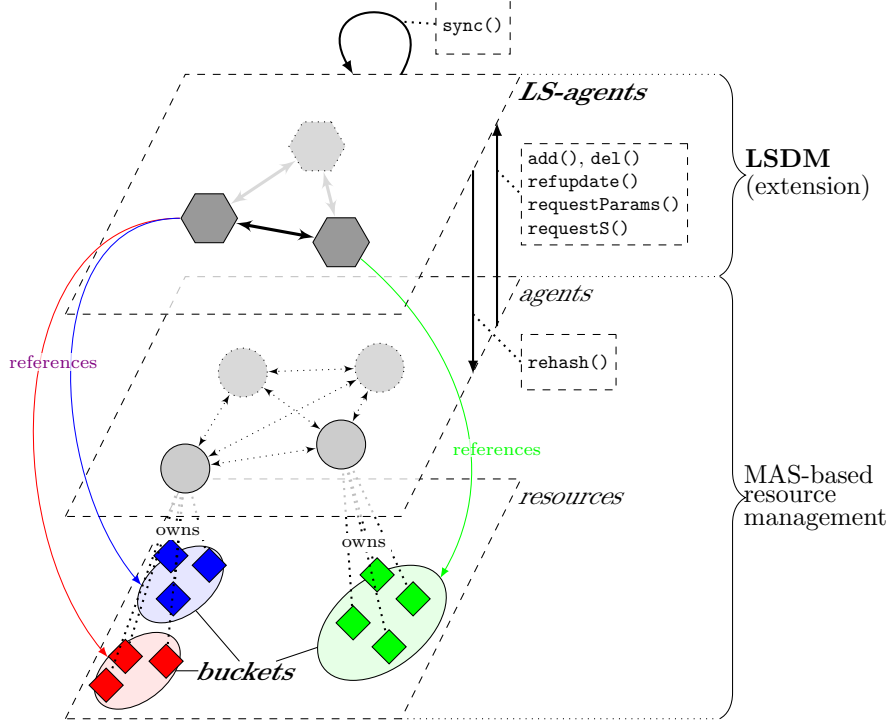 sync()
LS-agents
add(), del()
refupdate()
requestParams()
requestS()
LSDM
(extension)
agents
rehash()
references
references
MAS-based
resource
management
resources
owns
owns
buckets